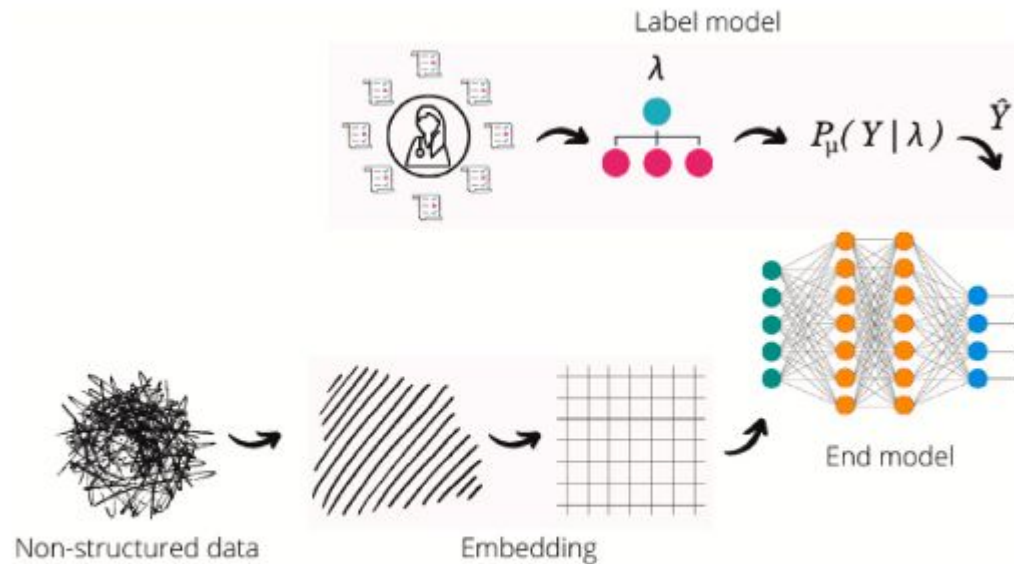 Label model
λ
P_μ(Y|λ)
Ŷ
End model
Non-structured data
Embedding